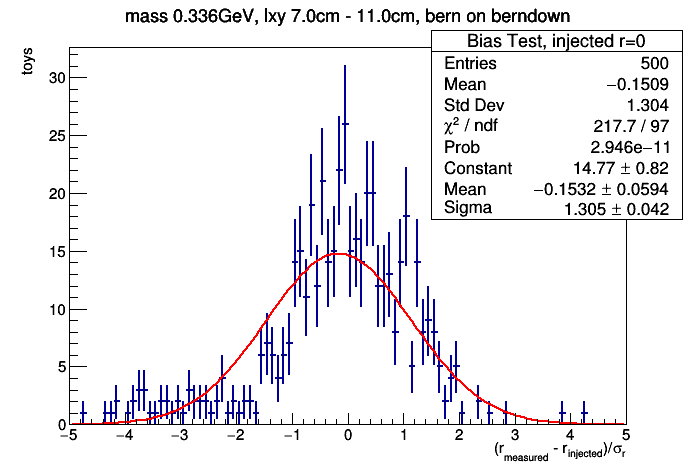 mass 0.336GeV, lxy 7.0cm - 11.0cm, bern on berndown
toys
Bias Test, injected r=0
Entries 500
Mean −0.1509
Std Dev 1.304
χ² / ndf 217.7 / 97
Prob 2.946e−11
Constant 14.77 ± 0.82
Mean −0.1532 ± 0.0594
Sigma 1.305 ± 0.042
30
25
20
15
10
5
0
−5 −4 −3 −2 −1 0 1 2 3 4 5
(r_measured - r_injected)/σ_r